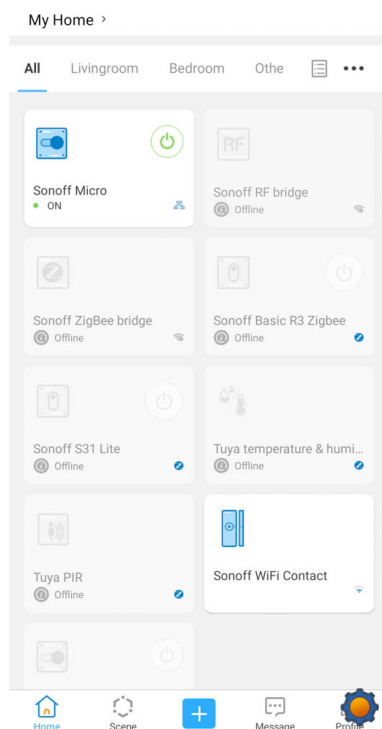 My Home >
All Livingroom Bedroom Othe
Sonoff Micro
ON
RF
Sonoff RF bridge
Offline
Sonoff ZigBee bridge
Offline
Sonoff Basic R3 Zigbee
Offline
Sonoff S31 Lite
Offline
Tuya temperature & humi...
Offline
Tuya PIR
Offline
Sonoff WiFi Contact
Home Scene Message Profile